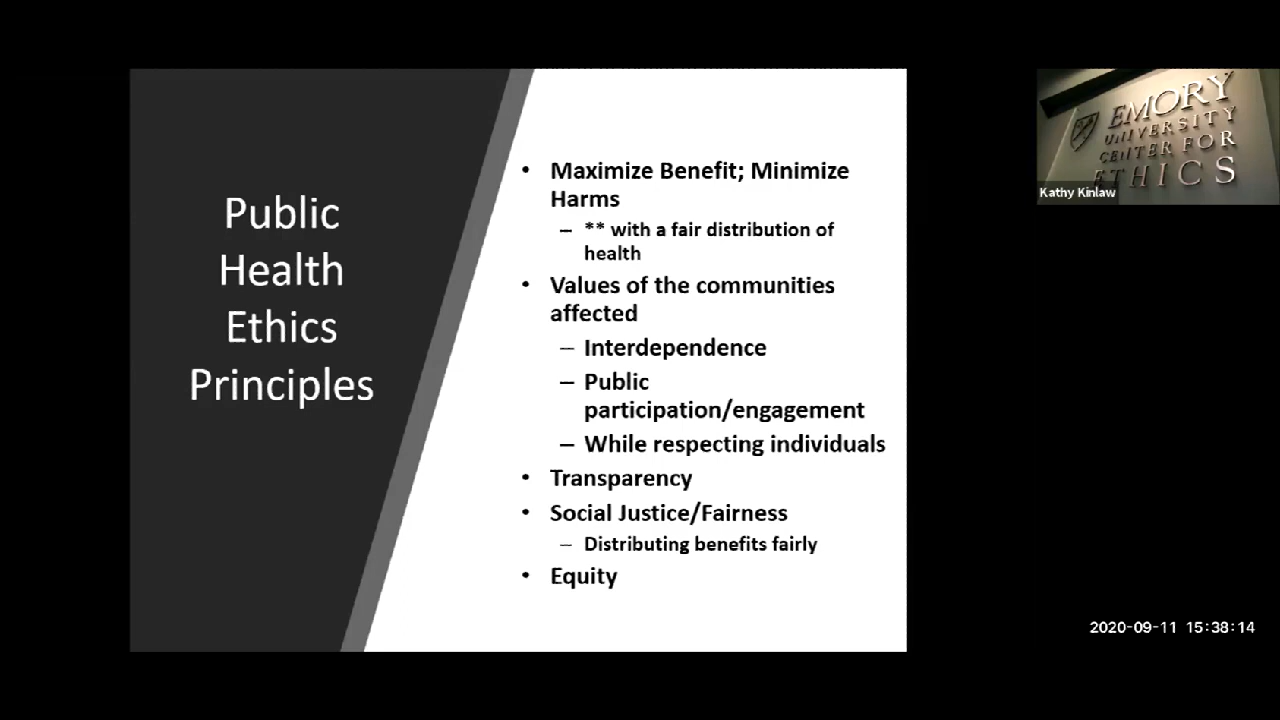 Public
Health
Ethics
Principles
• Maximize Benefit; Minimize
Harms
– ** with a fair distribution of
health
• Values of the communities
affected
– Interdependence
– Public
participation/engagement
– While respecting individuals
• Transparency
• Social Justice/Fairness
– Distributing benefits fairly
• Equity
EMORY
UNIVERSITY
CENTER FOR
ETHICS
Kathy Kinlaw
2020-09-11 15:38:14